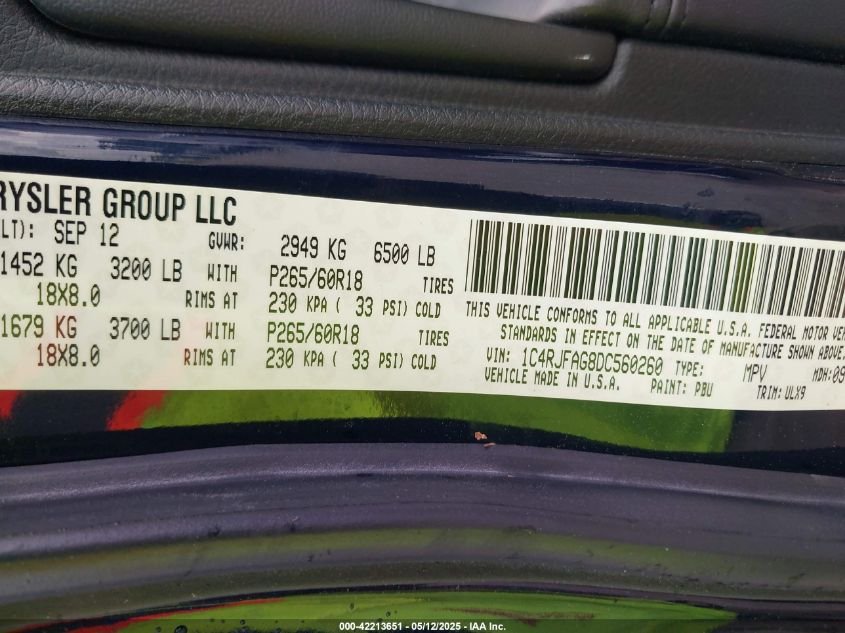 RYSLER GROUP LLC
LT): SEP 12 GVWR: 2949 KG 6500 LB
1452 KG 3200 LB WITH P265/60R18 TIRES
18X8.0 RIMS AT 230 KPA ( 33 PSI) COLD
1679 KG 3700 LB WITH P265/60R18 TIRES
18X8.0 RIMS AT 230 KPA ( 33 PSI) COLD
THIS VEHICLE CONFORMS TO ALL APPLICABLE U.S.A. FEDERAL MOTOR VEH
STANDARDS IN EFFECT ON THE DATE OF MANUFACTURE SHOWN ABOVE.
VIN: 1C4RJFAG8DC560260 TYPE: MPV MDH: 09
VEHICLE MADE IN U.S.A. PAINT: PBU TRIM: ULX9
000-42213651 - 05/12/2025 - IAA Inc.